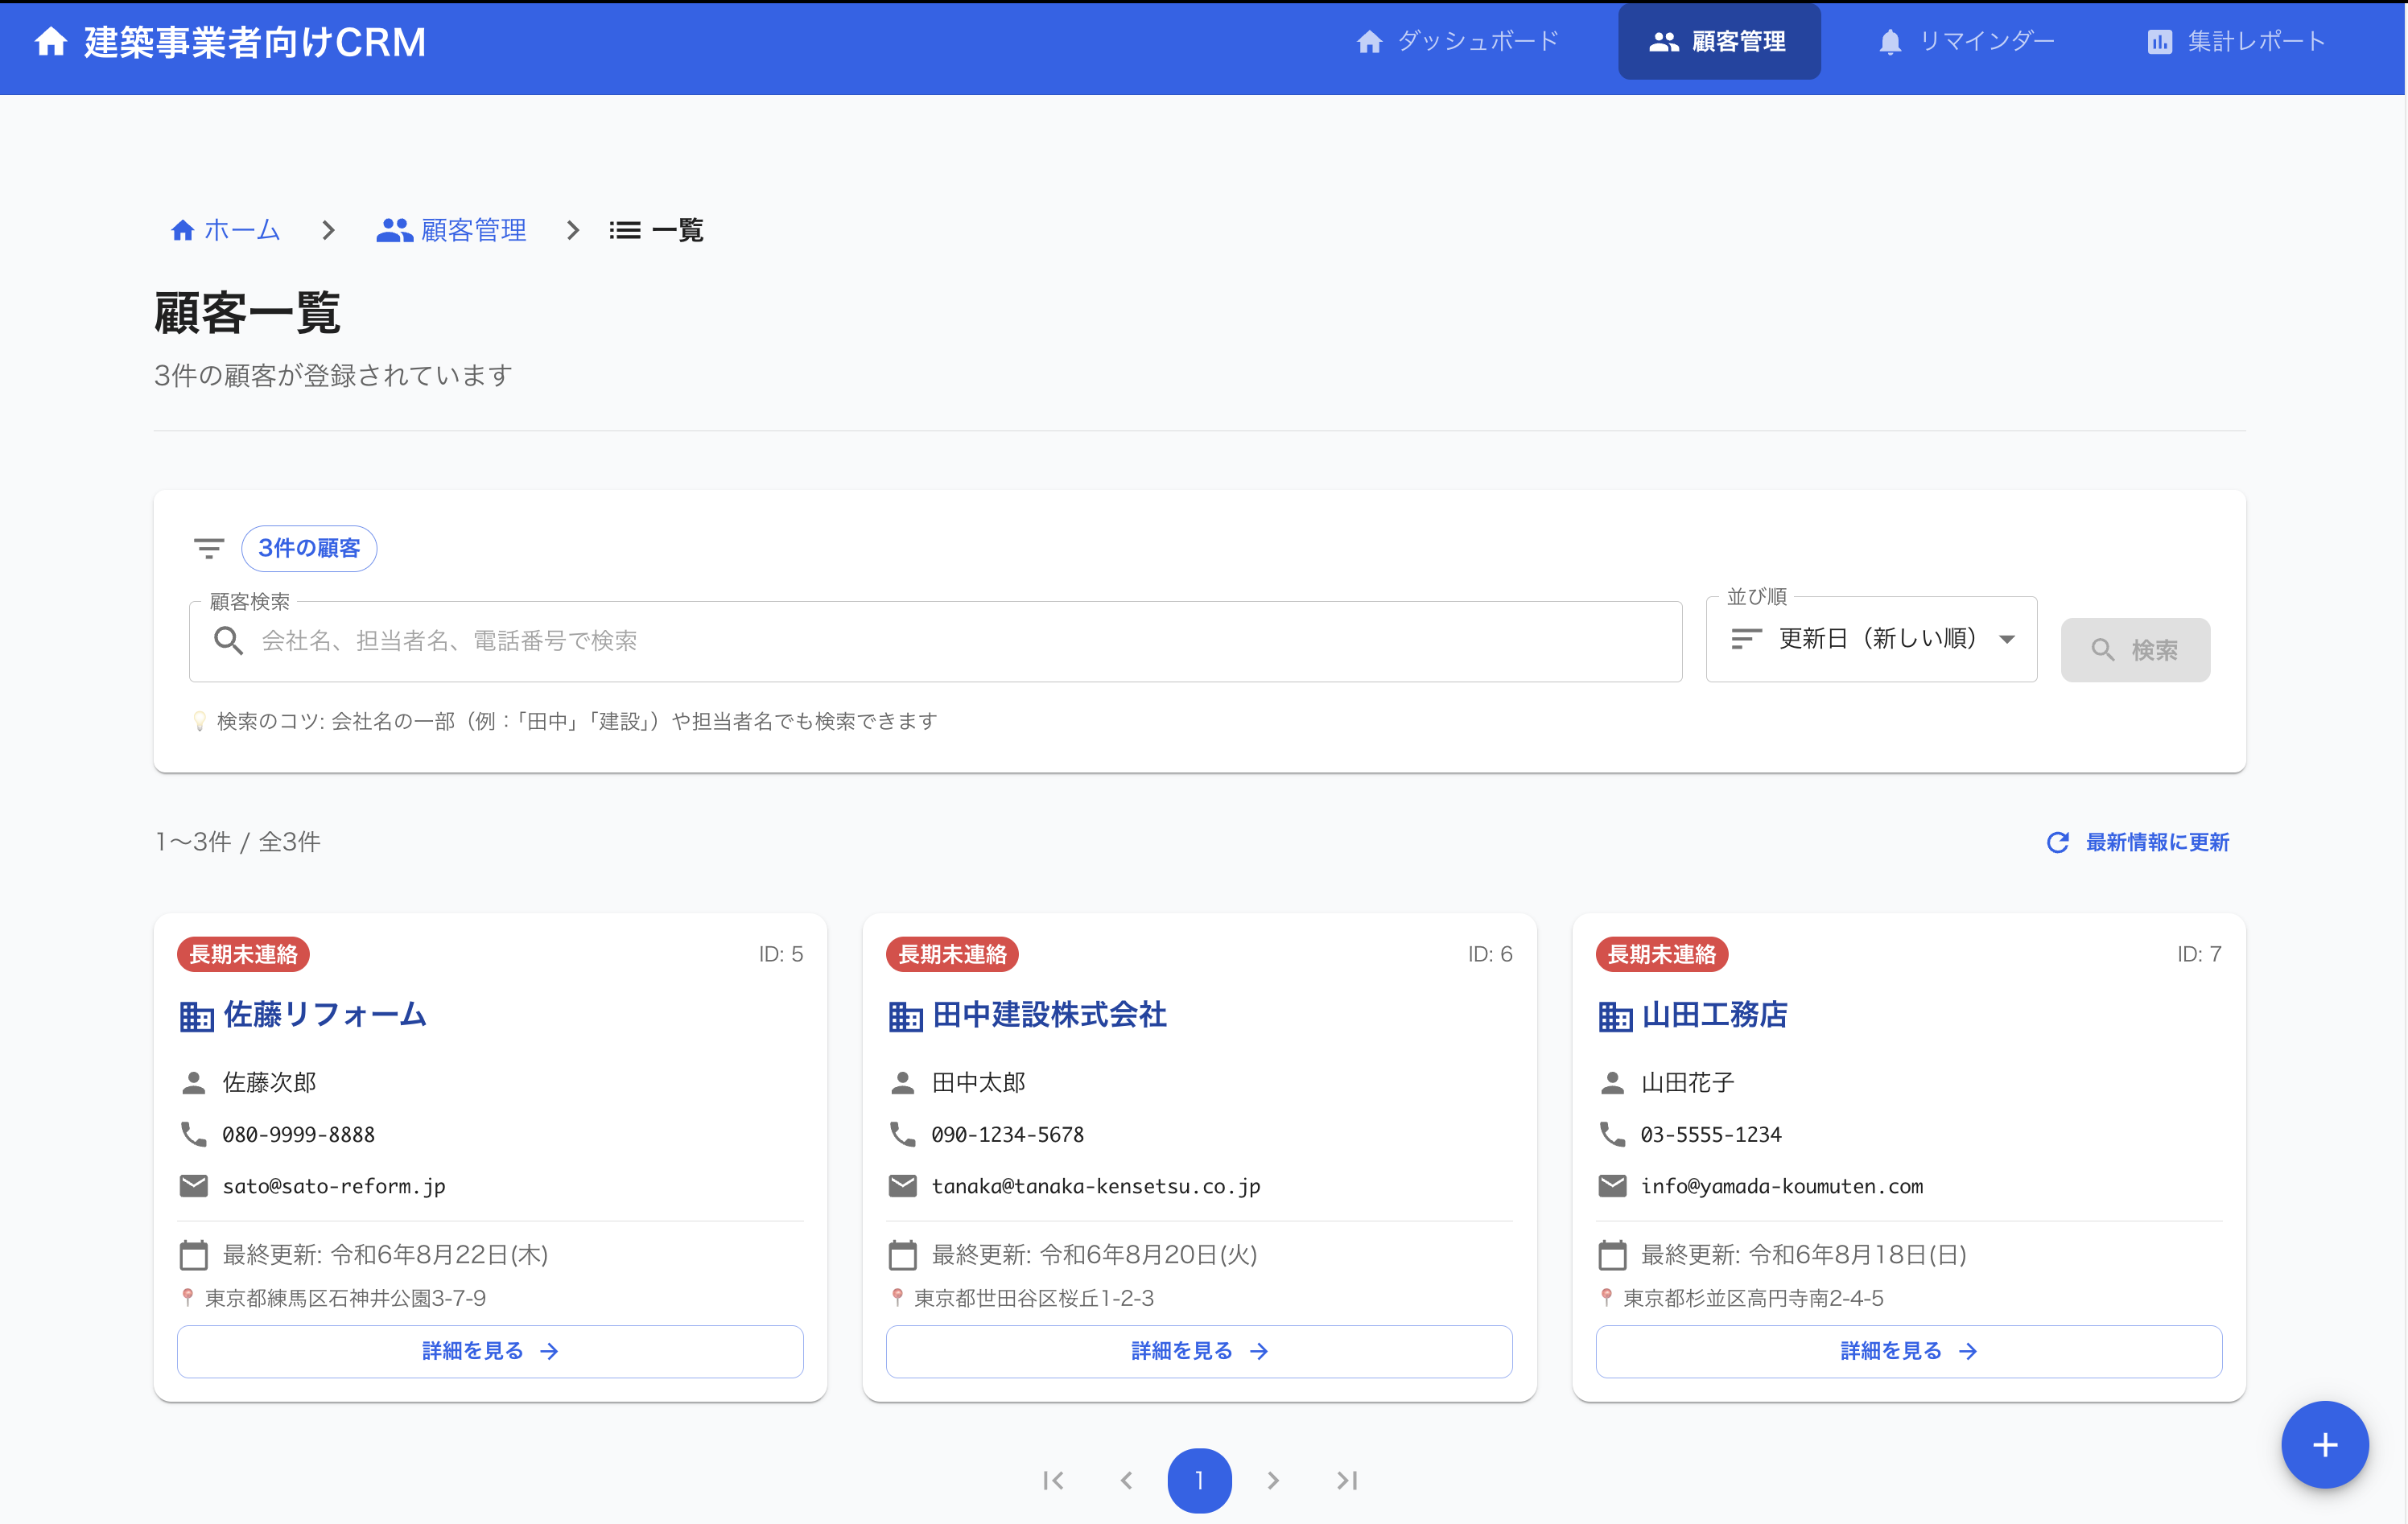 建築事業者向けCRM
ダッシュボード 顧客管理 リマインダー 集計レポート
ホーム 顧客管理 一覧
顧客一覧
3件の顧客が登録されています
3件の顧客
顧客検索
会社名、担当者名、電話番号で検索
並び順
更新日（新しい順）
検索
検索のコツ: 会社名の一部（例：「田中」「建設」）や担当者名でも検索できます
1〜3件 / 全3件
最新情報に更新
長期未連絡 ID: 5
佐藤リフォーム
佐藤次郎
080-9999-8888
sato@sato-reform.jp
最終更新: 令和6年8月22日(木)
東京都練馬区石神井公園3-7-9
詳細を見る →
長期未連絡 ID: 6
田中建設株式会社
田中太郎
090-1234-5678
tanaka@tanaka-kensetsu.co.jp
最終更新: 令和6年8月20日(火)
東京都世田谷区桜丘1-2-3
詳細を見る →
長期未連絡 ID: 7
山田工務店
山田花子
03-5555-1234
info@yamada-koumuten.com
最終更新: 令和6年8月18日(日)
東京都杉並区高円寺南2-4-5
詳細を見る →
1
+